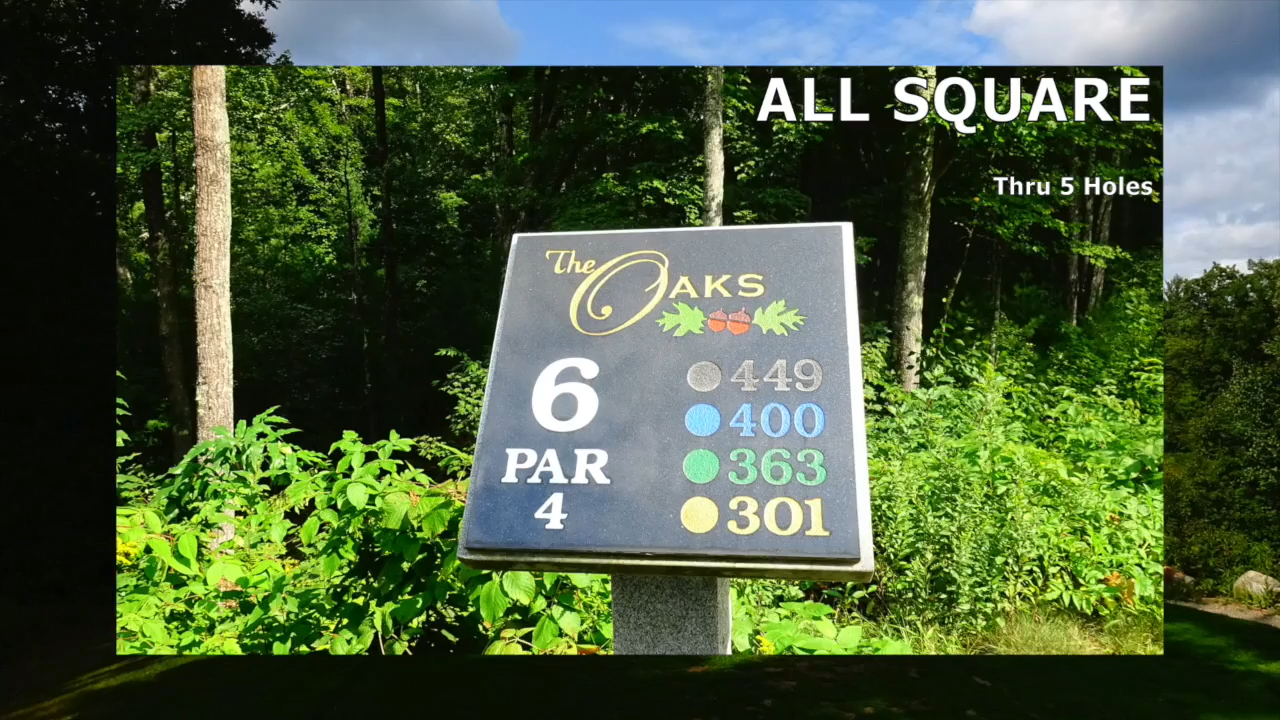 ALL SQUARE
Thru 5 Holes
The OAKS
6
PAR
4
449
400
363
301